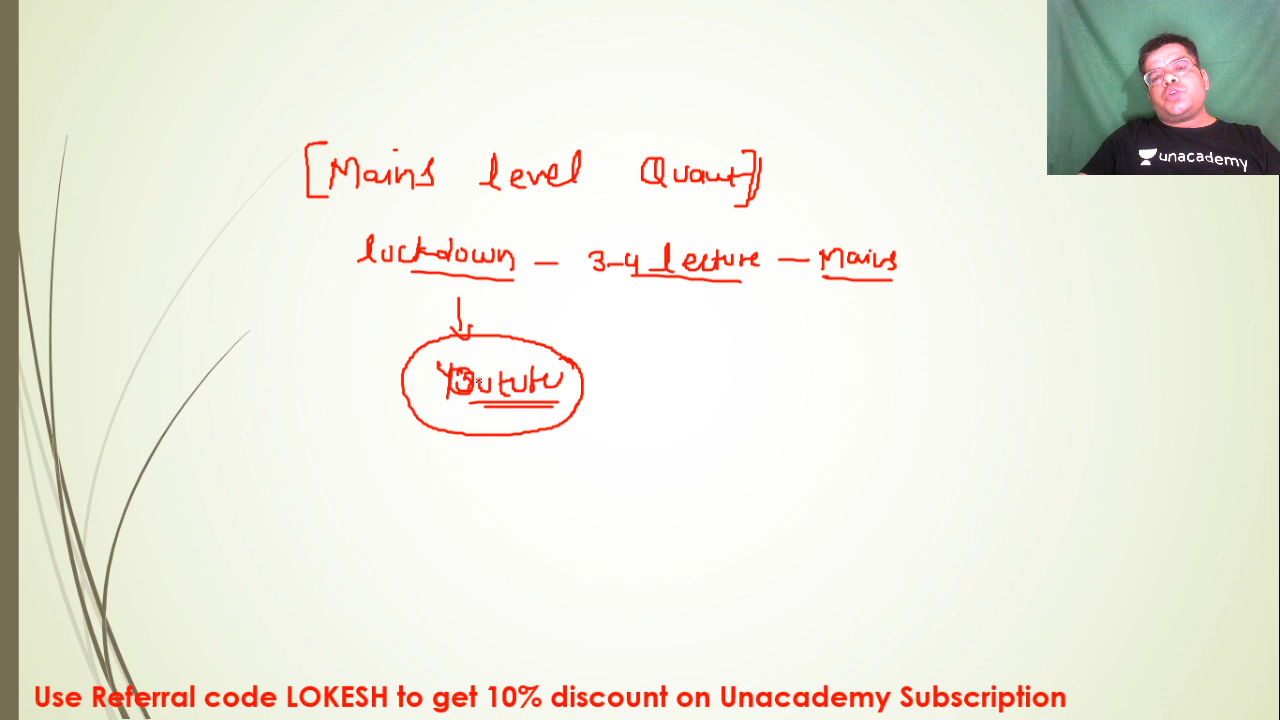 unacademy
[Mains level Quant]
lockdown — 3-4 lecture — Mains
Use Referral code LOKESH to get 10% discount on Unacademy Subscription